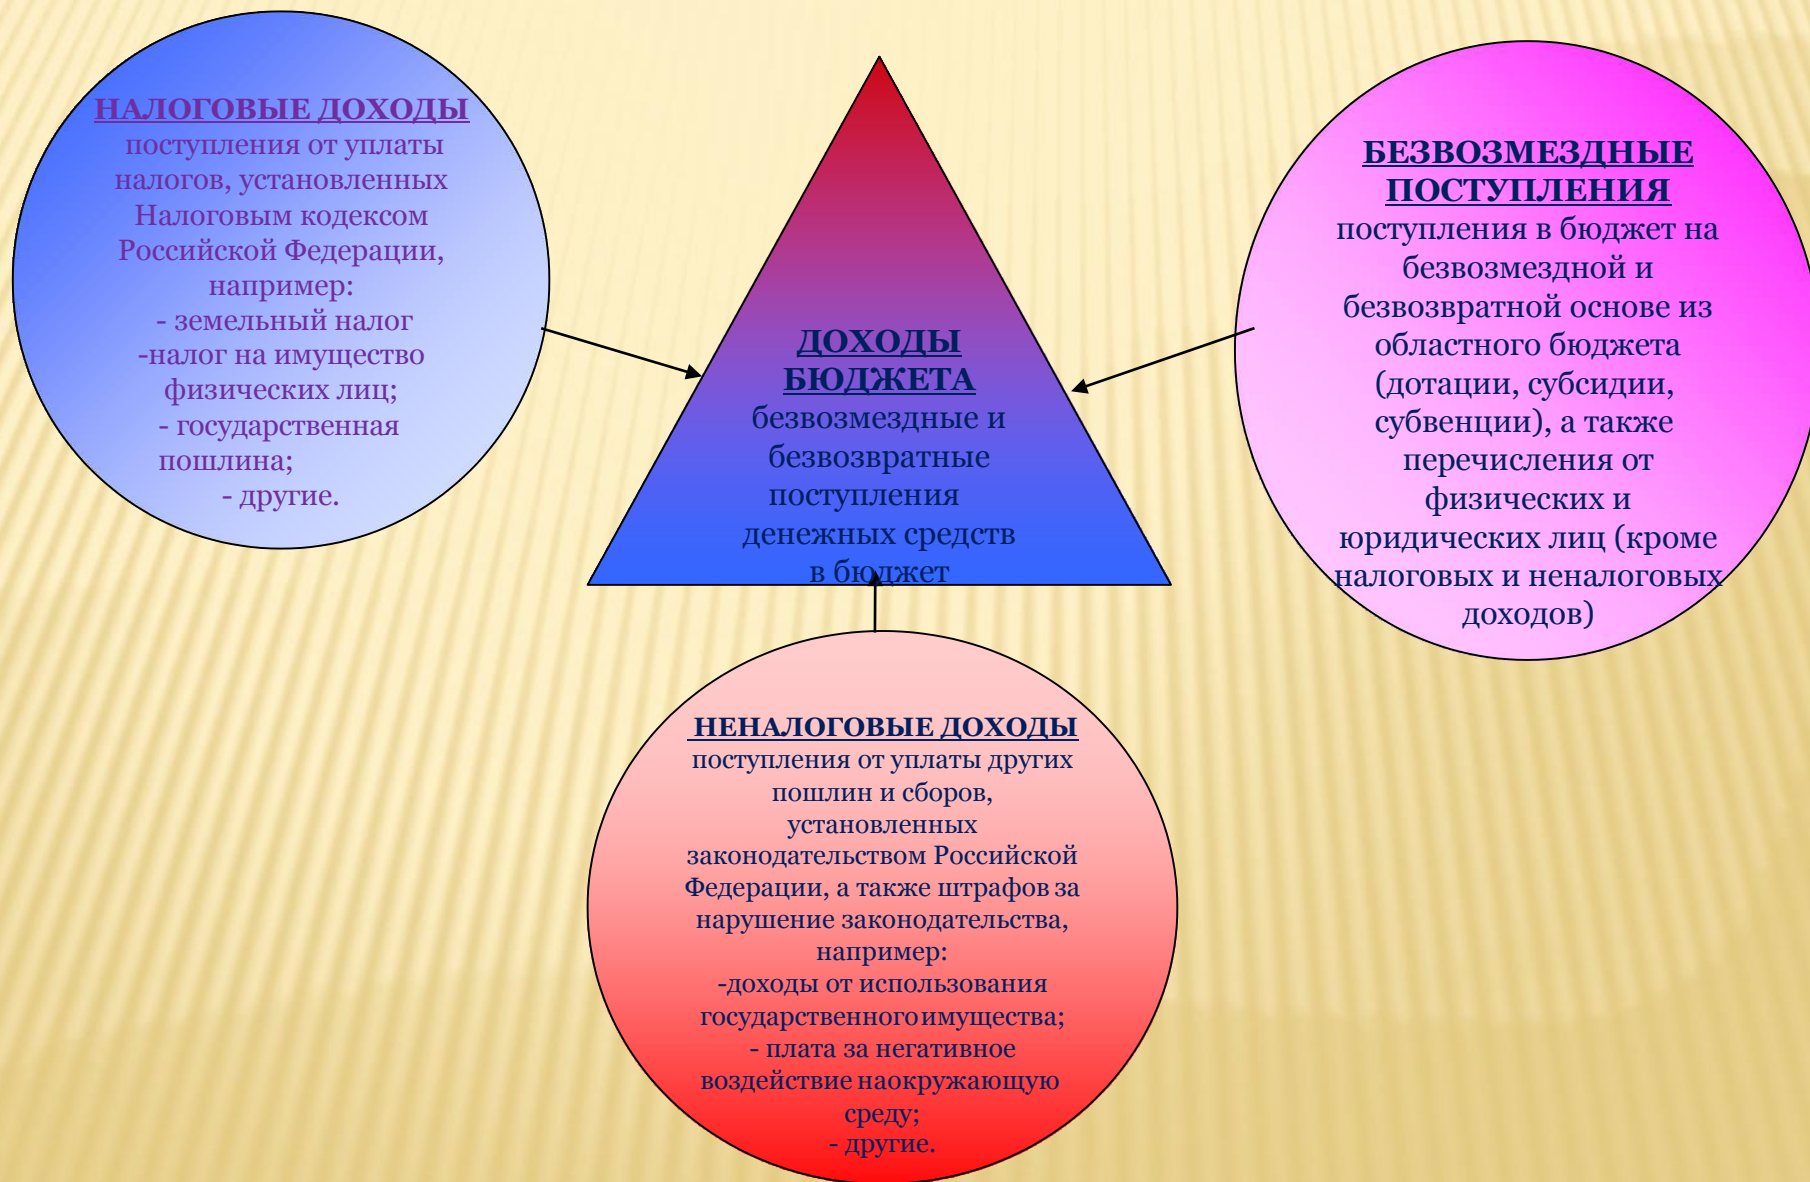 НАЛОГОВЫЕ ДОХОДЫ
поступления от уплаты
налогов, установленных
Налоговым кодексом
Российской Федерации,
например:
- земельный налог
-налог на имущество
физических лиц;
- государственная
пошлина;
- другие.
ДОХОДЫ
БЮДЖЕТА
безвозмездные и
безвозвратные
поступления
денежных средств
в бюджет
БЕЗВОЗМЕЗДНЫЕ
ПОСТУПЛЕНИЯ
поступления в бюджет на
безвозмездной и
безвозвратной основе из
областного бюджета
(дотации, субсидии,
субвенции), а также
перечисления от
физических и
юридических лиц (кроме
налоговых и неналоговых
доходов)
НЕНАЛОГОВЫЕ ДОХОДЫ
поступления от уплаты других
пошлин и сборов,
установленных
законодательством Российской
Федерации, а также штрафов за
нарушение законодательства,
например:
-доходы от использования
государственного имущества;
- плата за негативное
воздействие наокружающую
среду;
- другие.